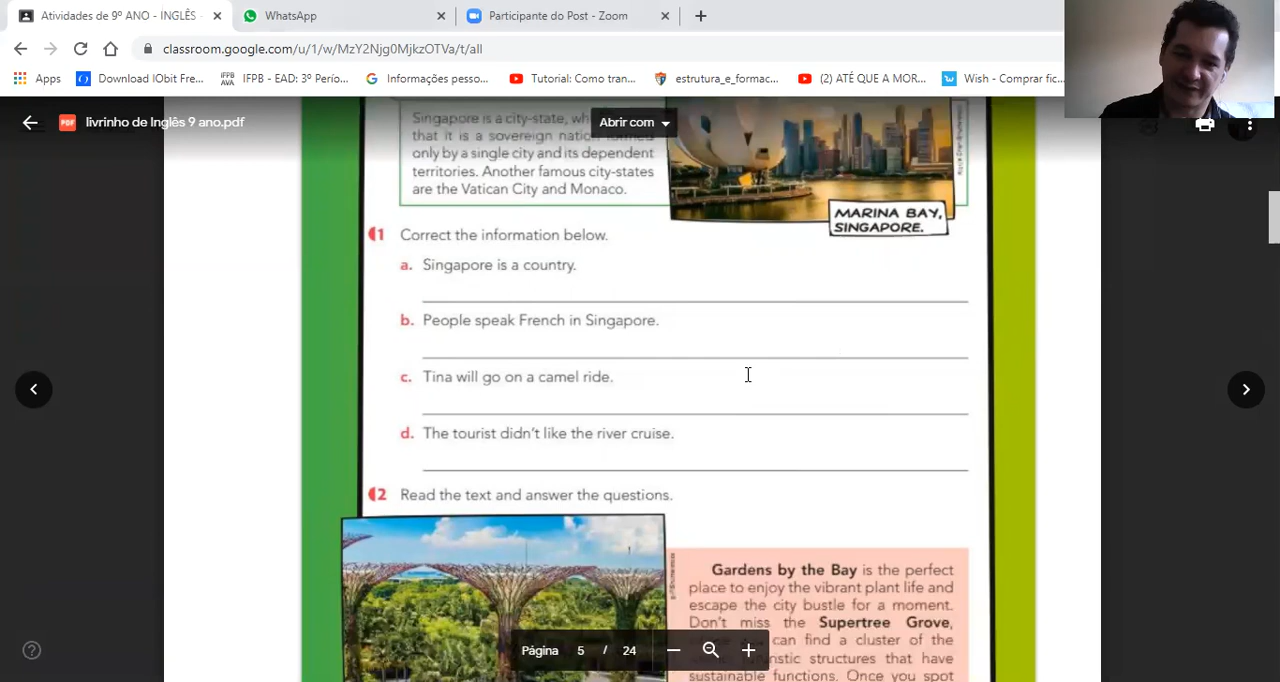 Atividades de 9º ANO - INGLÊS -
WhatsApp
Participante do Post - Zoom
classroom.google.com/u/1/w/MzY2Njg0MjkzOTVa/t/all
Apps
Download IObit Fre...
IFPB - EAD: 3º Perío...
Informações pesso...
Tutorial: Como tran...
estrutura_e_formac...
(2) ATÉ QUE A MOR...
Wish - Comprar fic...
PDF
livrinho de Inglês 9 ano.pdf
Abrir com
Singapore is a city-state,
that it is a sovereign nation formed
only by a single city and its dependent
territories. Another famous city-states
are the Vatican City and Monaco.
MARINA BAY,
SINGAPORE.
1 Correct the information below.
a. Singapore is a country.
b. People speak French in Singapore.
c. Tina will go on a camel ride.
d. The tourist didn't like the river cruise.
2 Read the text and answer the questions.
Gardens by the Bay is the perfect
place to enjoy the vibrant plant life and
escape the city bustle for a moment.
Don't miss the Supertree Grove,
can find a cluster of the
structures that have
sustainable functions. Once you spot
Página 5 / 24